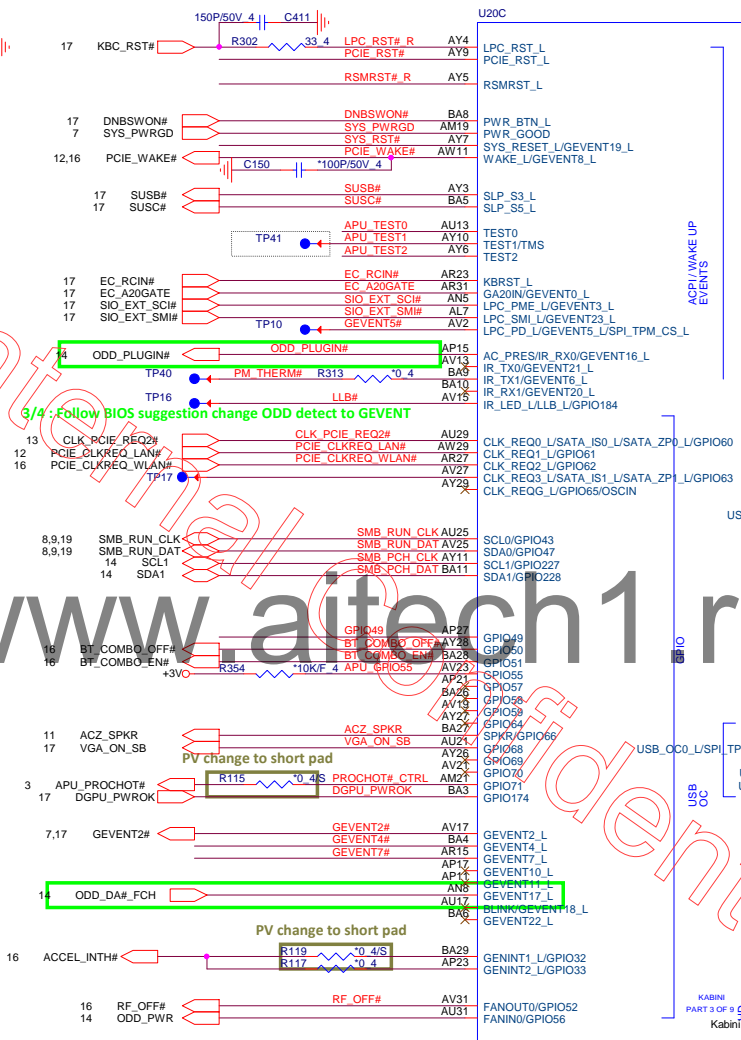 150P/50V_4 C411 U20C
17 KBC_RST# R302 33_4 LPC_RST#_R AY4 LPC_RST_L
PCIE_RST# AY9 PCIE_RST_L
RSMRST#_R AY5 RSMRST_L
17 DNBSWON# DNBSWON# BA8 PWR_BTN_L
7 SYS_PWRGD SYS_PWRGD AM19 PWR_GOOD
SYS_RST# AY7 SYS_RESET_L/GEVENT19_L
12,16 PCIE_WAKE# PCIE_WAKE# AW11 WAKE_L/GEVENT8_L
C150 *100P/50V_4
17 SUSB# SUSB# AY3 SLP_S3_L
17 SUSC# SUSC# BA5 SLP_S5_L
APU_TEST0 AU13 TEST0
TP41 APU_TEST1 AY10 TEST1/TMS
APU_TEST2 AY6 TEST2
ACPI / WAKE UP
EVENTS
17 EC_RCIN# EC_RCIN# AR23 KBRST_L
17 EC_A20GATE EC_A20GATE AR31 GA20IN/GEVENT0_L
17 SIO_EXT_SCI# SIO_EXT_SCI# AN5 LPC_PME_L/GEVENT3_L
17 SIO_EXT_SMI# SIO_EXT_SMI# AL7 LPC_SMI_L/GEVENT23_L
TP10 GEVENT5# AV2 LPC_PD_L/GEVENT5_L/SPI_TPM_CS_L
14 ODD_PLUGIN# ODD_PLUGIN# AP15 AC_PRES/IR_RX0/GEVENT16_L
AV13 IR_TX0/GEVENT21_L
TP40 PM_THERM# R313 *0_4 BA9 IR_TX1/GEVENT6_L
BA10 IR_RX1/GEVENT20_L
TP16 LLB# AV15 IR_LED_L/LLB_L/GPIO184
3/4 : Follow BIOS suggestion change ODD detect to GEVENT
13 CLK_PCIE_REQ2# CLK_PCIE_REQ2# AU29 CLK_REQ0_L/SATA_IS0_L/SATA_ZP0_L/GPIO60
12 PCIE_CLKREQ_LAN# PCIE_CLKREQ_LAN# AW29 CLK_REQ1_L/GPIO61
16 PCIE_CLKREQ_WLAN# PCIE_CLKREQ_WLAN# AR27 CLK_REQ2_L/GPIO62
TP17 AV27 CLK_REQ3_L/SATA_IS1_L/SATA_ZP1_L/GPIO63
AY29 CLK_REQG_L/GPIO65/OSCIN
US
8,9,19 SMB_RUN_CLK SMB_RUN_CLK AU25 SCL0/GPIO43
8,9,19 SMB_RUN_DAT SMB_RUN_DAT AV25 SDA0/GPIO47
14 SCL1 SMB_PCH_CLK AY11 SCL1/GPIO227
14 SDA1 SMB_PCH_DAT BA11 SDA1/GPIO228
www.aitech1.r
Internal Confident
GPIO49 AP27 GPIO49
16 BT_COMBO_OFF# BT_COMBO_OFF# AY28 GPIO50
16 BT_COMBO_EN# BT_COMBO_EN# BA28 GPIO51
+3V R354 *10K/F_4 APU_GPIO55 AV23 GPIO55
AP21 GPIO57
BA26 GPIO58
AV19 GPIO59
AY27 GPIO64
GPIO
11 ACZ_SPKR ACZ_SPKR BA27 SPKR/GPIO66
17 VGA_ON_SB VGA_ON_SB AU21 GPIO68
AY26 GPIO69 USB_OC0_L/SPI_TP
AV21 GPIO70
PV change to short pad
3 APU_PROCHOT# R115 *0_4/S PROCHOT#_CTRL AM21 GPIO71
17 DGPU_PWROK DGPU_PWROK BA3 GPIO174
USB
OC
7,17 GEVENT2# GEVENT2# AV17 GEVENT2_L
GEVENT4# BA4 GEVENT4_L
GEVENT7# AR15 GEVENT7_L
AP17 GEVENT10_L
AP11 GEVENT11_L
14 ODD_DA#_FCH AN8 GEVENT17_L
AU17 BLINK/GEVENT18_L
BA6 GEVENT22_L
PV change to short pad
16 ACCEL_INTH# R119 *0_4/S BA29 GENINT1_L/GPIO32
R117 *0_4 AP23 GENINT2_L/GPIO33
16 RF_OFF# RF_OFF# AV31 FANOUT0/GPIO52
14 ODD_PWR AU31 FANIN0/GPIO56
KABINI
PART 3 OF 9
Kabini